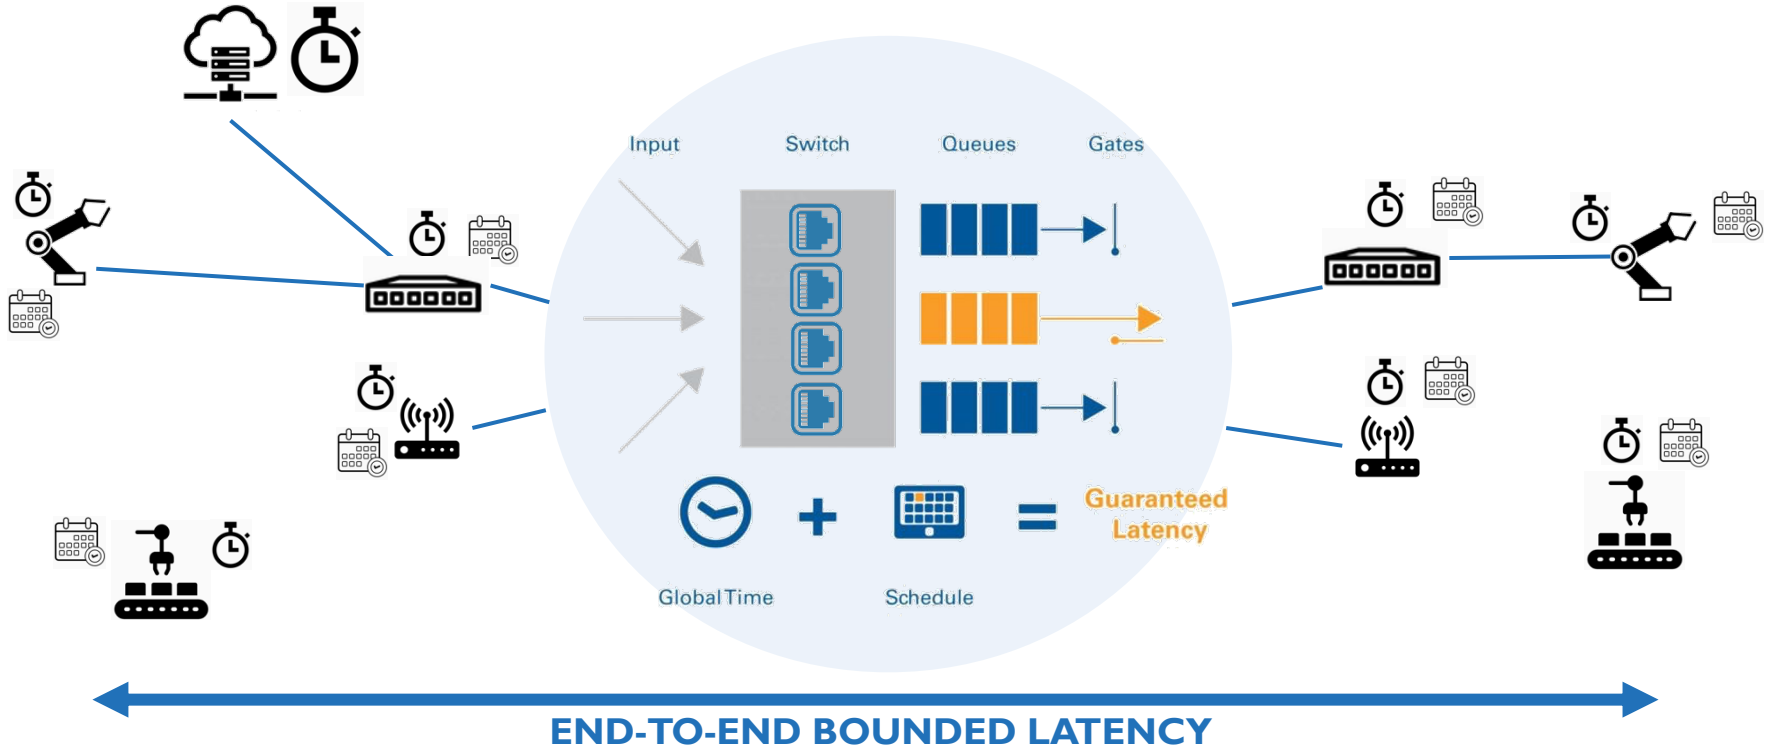 Input
Switch
Queues
Gates
Guaranteed
Latency
Global Time
Schedule
END-TO-END BOUNDED LATENCY